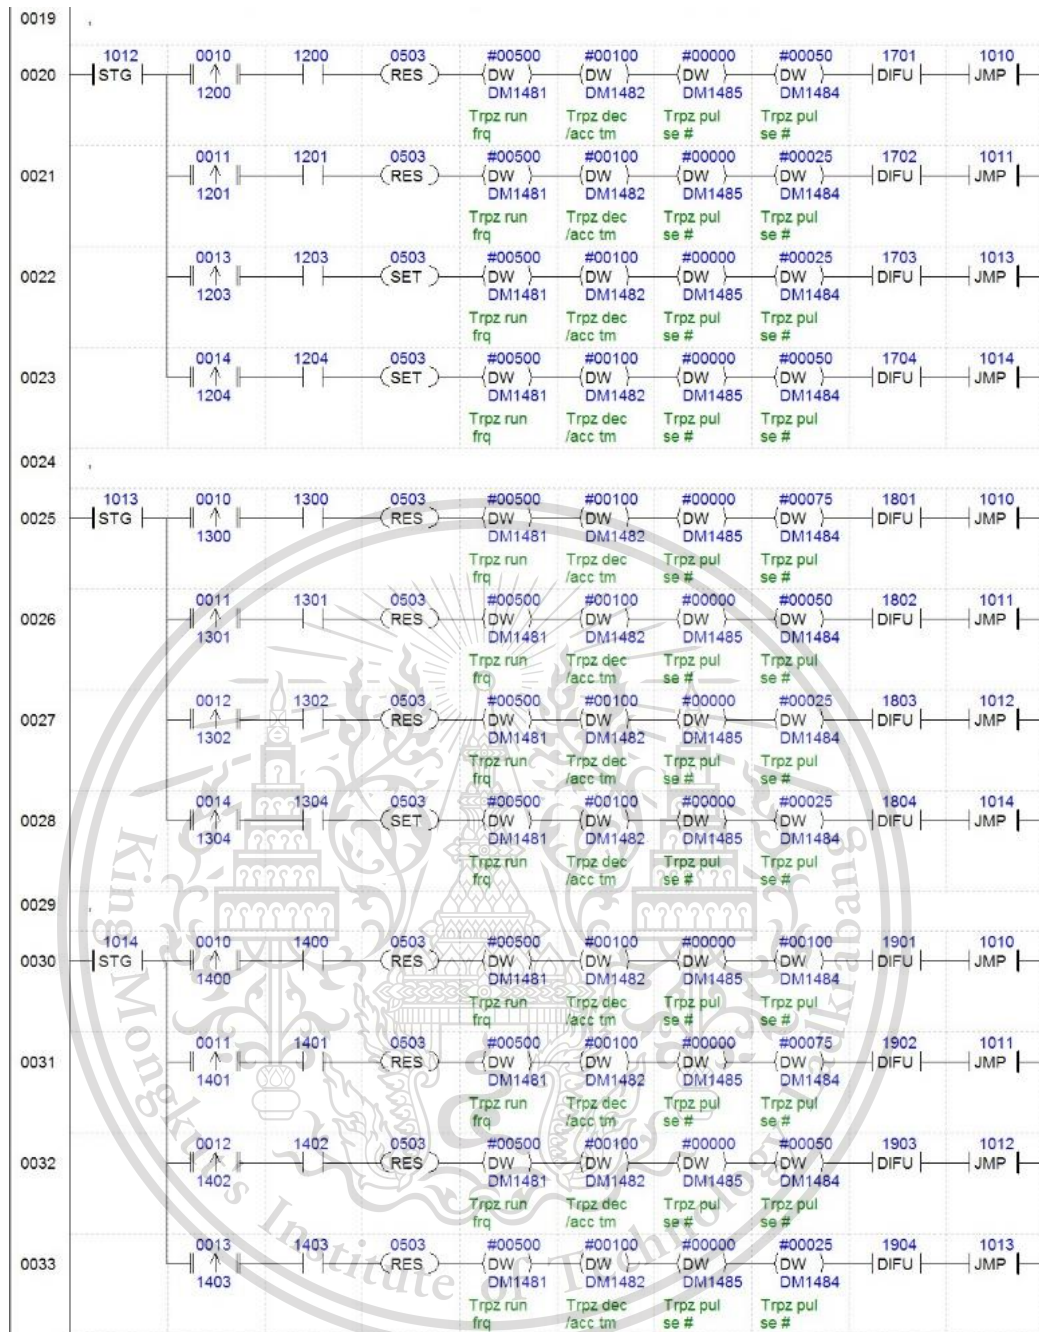 0019 ,
1012 0010 1200 0503 #00500 #00100 #00000 #00050 1701 1010
0020 STG ↑ RES DW DW DW DW DIFU JMP
1200 DM1481 DM1482 DM1485 DM1484
Trpz run Trpz dec Trpz pul Trpz pul
frq /acc tm se # se #
0011 1201 0503 #00500 #00100 #00000 #00025 1702 1011
0021 ↑ RES DW DW DW DW DIFU JMP
1201 DM1481 DM1482 DM1485 DM1484
Trpz run Trpz dec Trpz pul Trpz pul
frq /acc tm se # se #
0013 1203 0503 #00500 #00100 #00000 #00025 1703 1013
0022 ↑ SET DW DW DW DW DIFU JMP
1203 DM1481 DM1482 DM1485 DM1484
Trpz run Trpz dec Trpz pul Trpz pul
frq /acc tm se # se #
0014 1204 0503 #00500 #00100 #00000 #00050 1704 1014
0023 ↑ SET DW DW DW DW DIFU JMP
1204 DM1481 DM1482 DM1485 DM1484
Trpz run Trpz dec Trpz pul Trpz pul
frq /acc tm se # se #
0024 ,
1013 0010 1300 0503 #00500 #00100 #00000 #00075 1801 1010
0025 STG ↑ RES DW DW DW DW DIFU JMP
1300 DM1481 DM1482 DM1485 DM1484
Trpz run Trpz dec Trpz pul Trpz pul
frq /acc tm se # se #
0011 1301 0503 #00500 #00100 #00000 #00050 1802 1011
0026 ↑ RES DW DW DW DW DIFU JMP
1301 DM1481 DM1482 DM1485 DM1484
Trpz run Trpz dec Trpz pul Trpz pul
frq /acc tm se # se #
0012 1302 0503 #00500 #00100 #00000 #00025 1803 1012
0027 ↑ RES DW DW DW DW DIFU JMP
1302 DM1481 DM1482 DM1485 DM1484
Trpz run Trpz dec Trpz pul Trpz pul
frq /acc tm se # se #
0014 1304 0503 #00500 #00100 #00000 #00025 1804 1014
0028 ↑ SET DW DW DW DW DIFU JMP
1304 DM1481 DM1482 DM1485 DM1484
Trpz run Trpz dec Trpz pul Trpz pul
frq /acc tm se # se #
0029 ,
1014 0010 1400 0503 #00500 #00100 #00000 #00100 1901 1010
0030 STG ↑ RES DW DW DW DW DIFU JMP
1400 DM1481 DM1482 DM1485 DM1484
Trpz run Trpz dec Trpz pul Trpz pul
frq /acc tm se # se #
0011 1401 0503 #00500 #00100 #00000 #00075 1902 1011
0031 ↑ RES DW DW DW DW DIFU JMP
1401 DM1481 DM1482 DM1485 DM1484
Trpz run Trpz dec Trpz pul Trpz pul
frq /acc tm se # se #
0012 1402 0503 #00500 #00100 #00000 #00050 1903 1012
0032 ↑ RES DW DW DW DW DIFU JMP
1402 DM1481 DM1482 DM1485 DM1484
Trpz run Trpz dec Trpz pul Trpz pul
frq /acc tm se # se #
0013 1403 0503 #00500 #00100 #00000 #00025 1904 1013
0033 ↑ RES DW DW DW DW DIFU JMP
1403 DM1481 DM1482 DM1485 DM1484
Trpz run Trpz dec Trpz pul Trpz pul
frq /acc tm se # se #
King Mongkut's Institute of Technology Ladkrabang